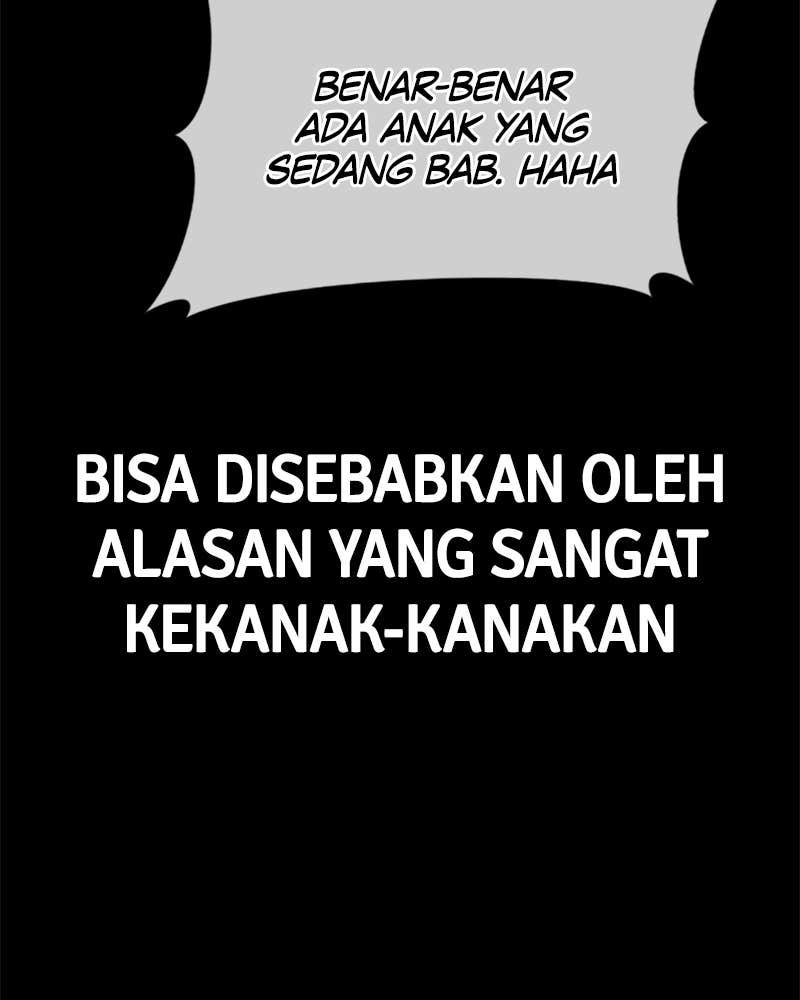 BENAR-BENAR
ADA ANAK YANG
SEDANG BAB. HAHA
BISA DISEBABKAN OLEH
ALASAN YANG SANGAT
KEKANAK-KANAKAN